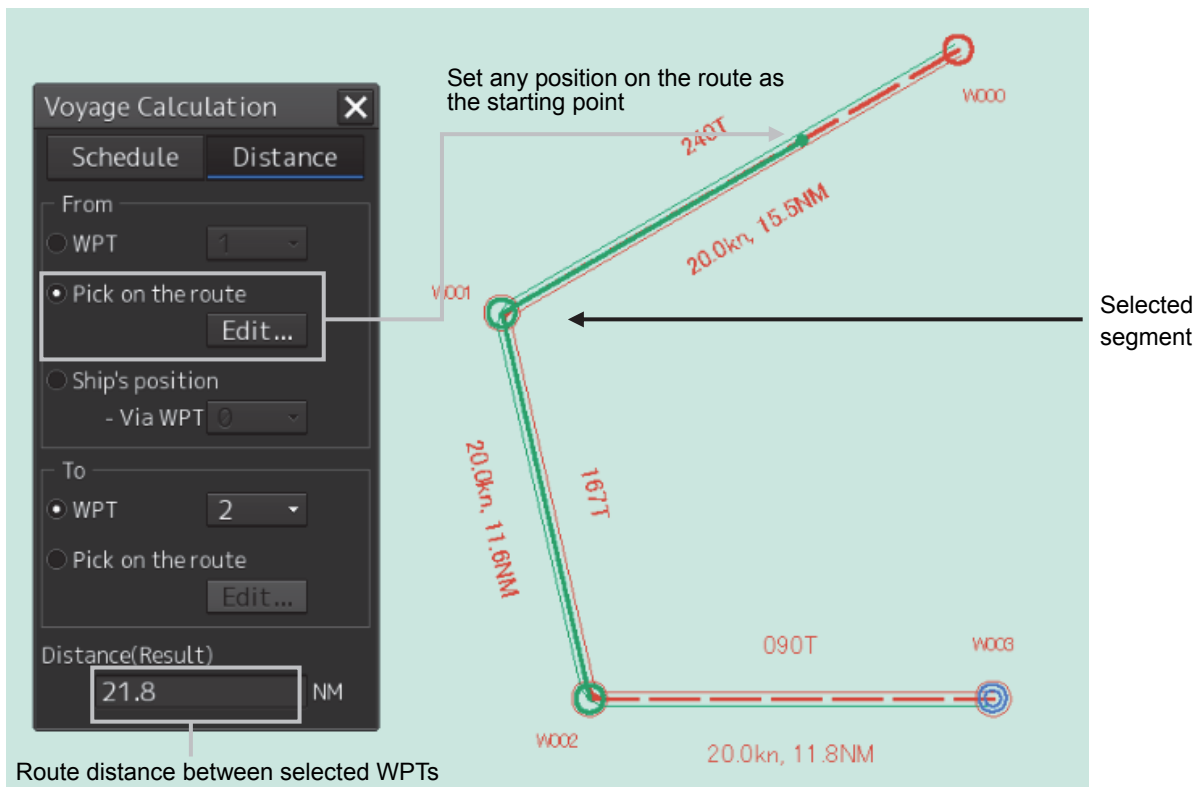 Set any position on the route as
the starting point
Voyage Calculation
Schedule Distance
From
WPT 1
Pick on the route
Edit...
Ship's position
- Via WPT 0
To
WPT 2
Pick on the route
Edit...
Distance(Result)
21.8 NM
Route distance between selected WPTs
W000
240T
20.0kn, 15.5NM
W001
Selected
segment
20.0kn, 11.6NM
167T
090T
W003
W002
20.0kn, 11.8NM